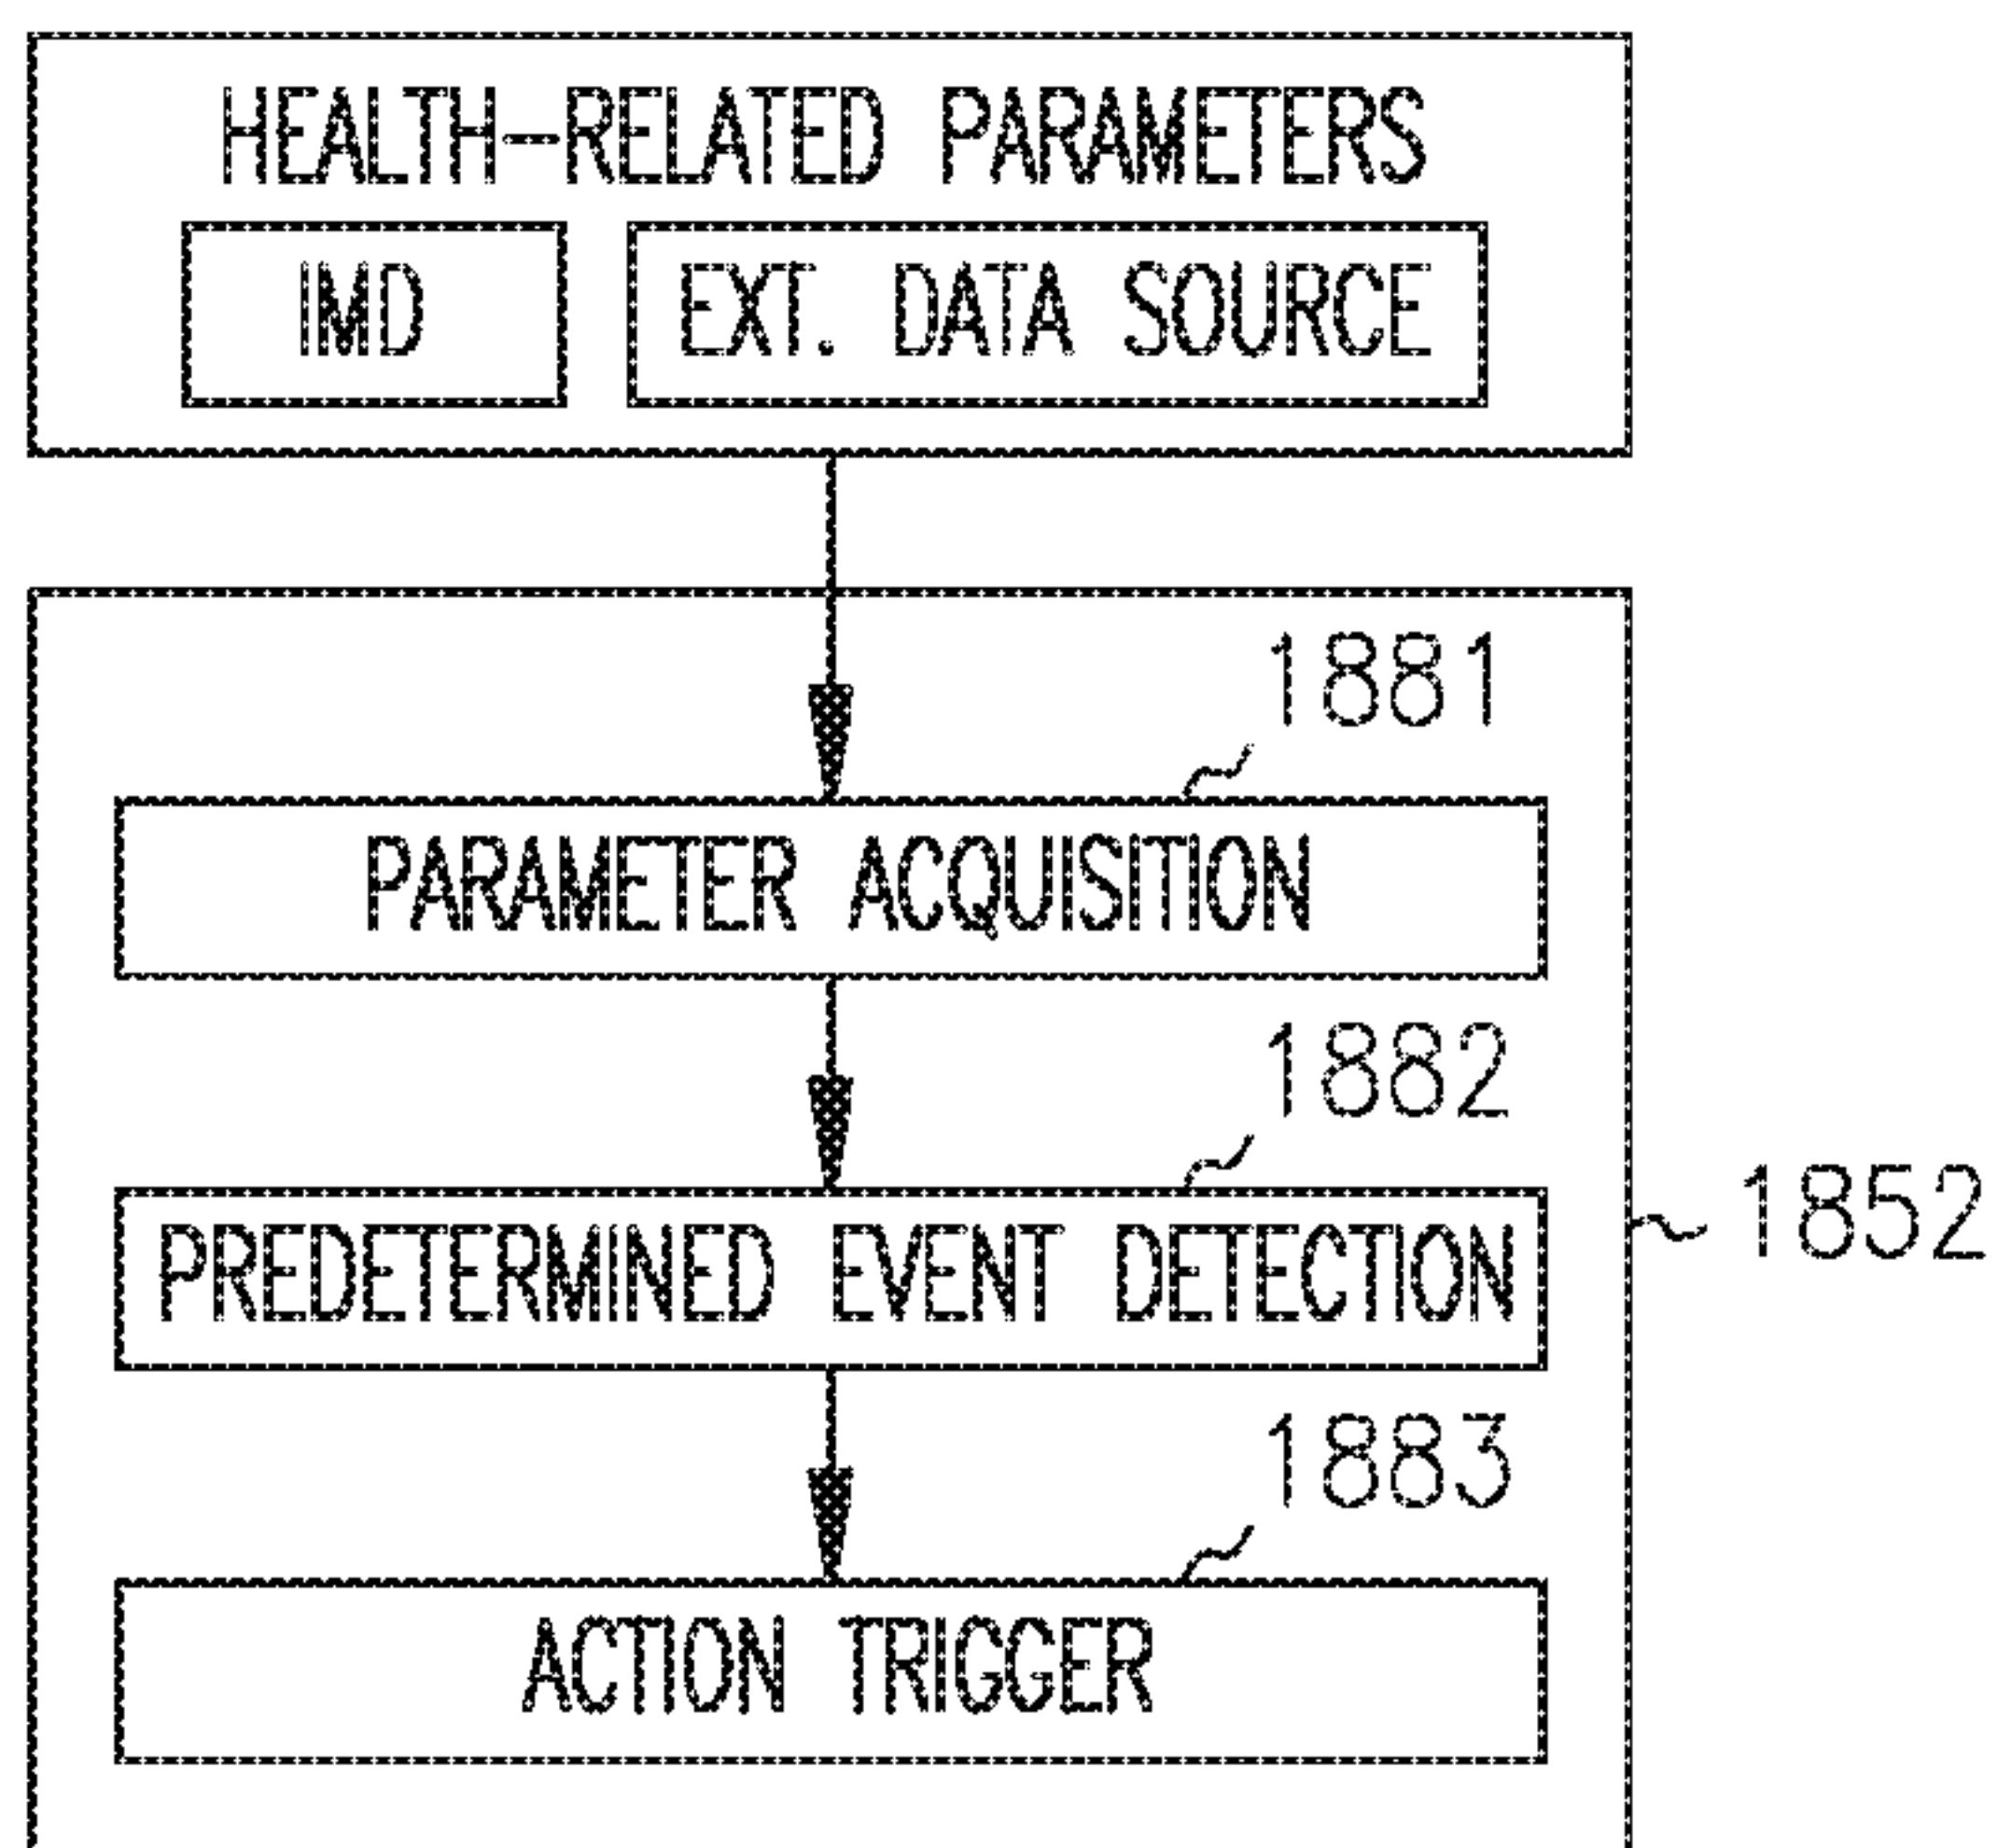 HEALTH-RELATED PARAMETERS
IMD
EXT. DATA SOURCE
1881
PARAMETER ACQUISITION
1882
PREDETERMINED EVENT DETECTION
1852
1883
ACTION TRIGGER